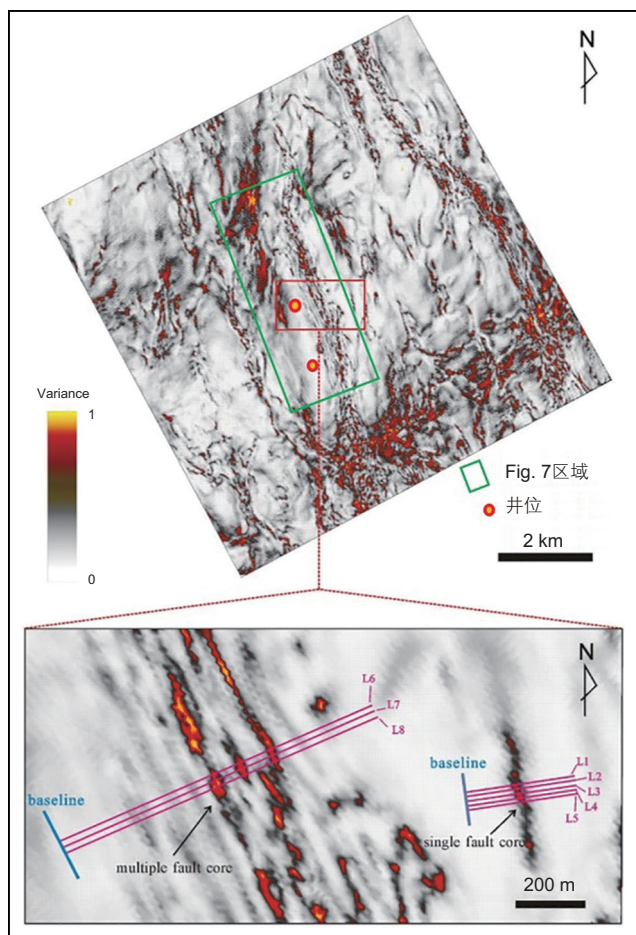 N
Variance
1
0
Fig. 7区域
井位
2 km
N
L6
L7
L8
baseline
multiple fault core
baseline
L1
L2
L3
L4
L5
single fault core
200 m